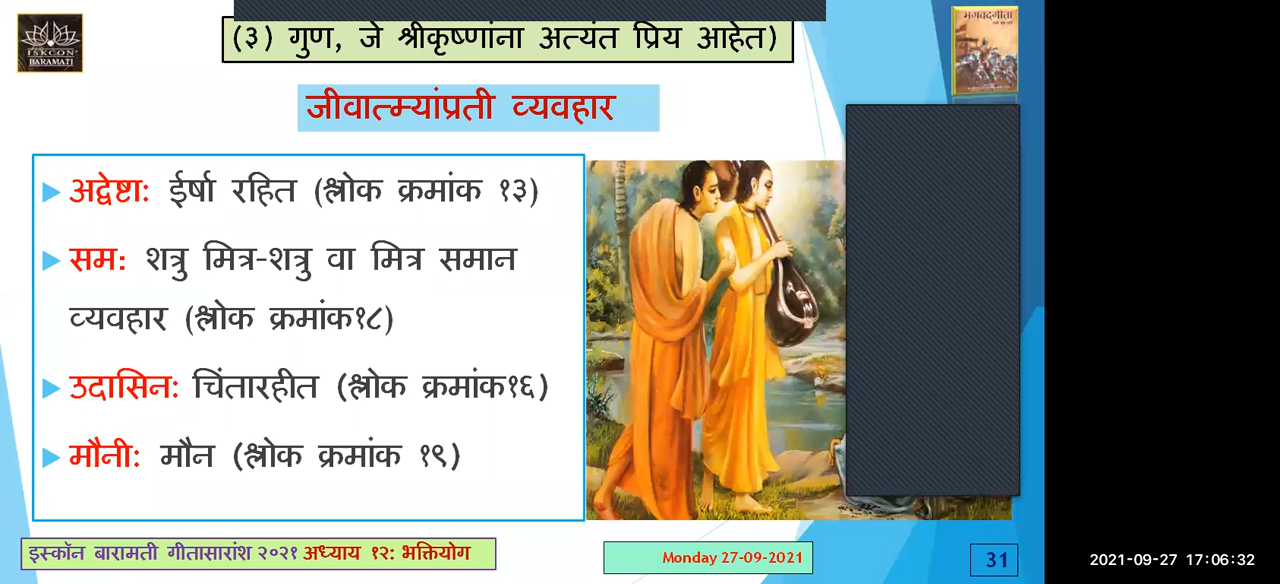 (३) गुण, जे श्रीकृष्णांना अत्यंत प्रिय आहेत)
ISKCON
BARAMATI
भगवद्‌गीता
जीवात्म्यांप्रती व्यवहार
अद्वेष्टा: ईर्षा रहित (श्लोक क्रमांक १३)
सम: शत्रु मित्र-शत्रु वा मित्र समान
व्यवहार (श्लोक क्रमांक१८)
उदासिन: चिंतारहीत (श्लोक क्रमांक१६)
मौनी: मौन (श्लोक क्रमांक १९)
इस्कॉन बारामती गीतासारांश २०२१ अध्याय १२: भक्तियोग
Monday 27-09-2021
31
2021-09-27 17:06:32